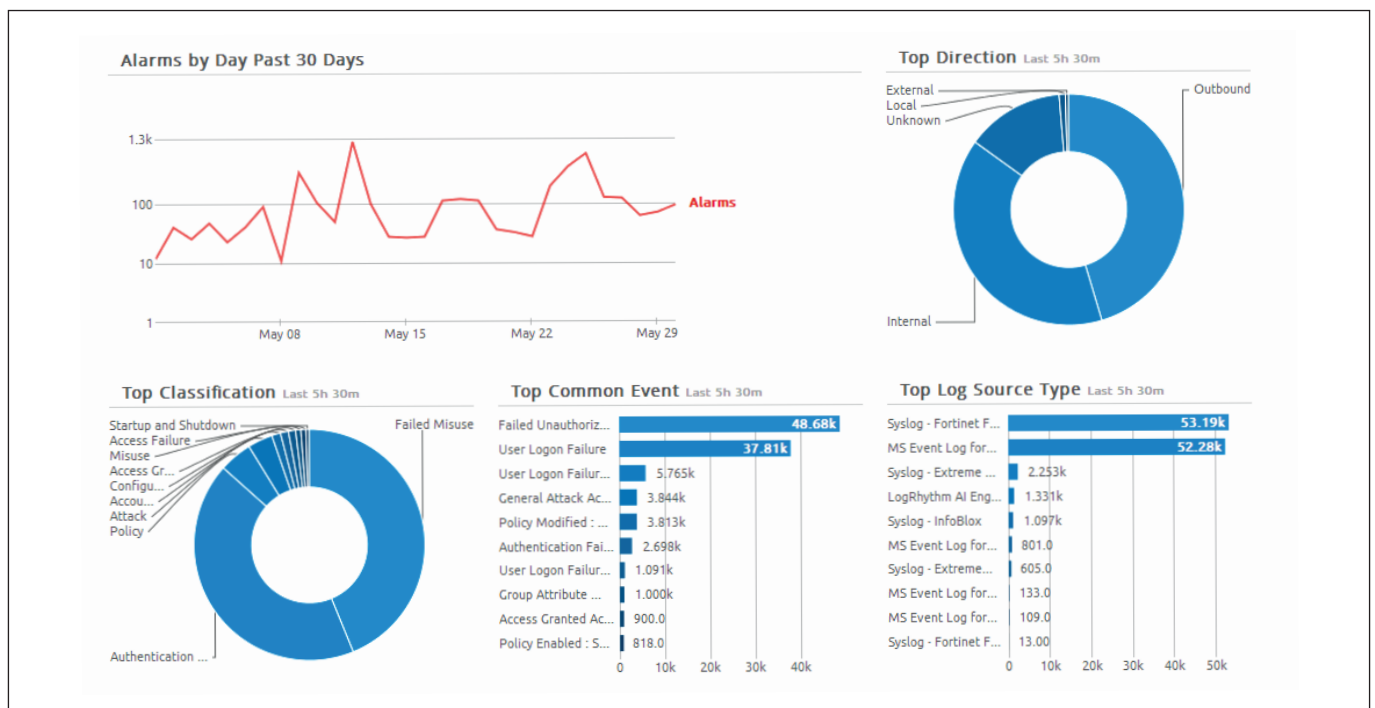 Alarms by Day Past 30 Days
1.3k
100
10
1
May 08
May 15
May 22
May 29
Alarms
Top Direction Last 5h 30m
External
Local
Unknown
Outbound
Internal
Top Classification Last 5h 30m
Startup and Shutdown
Access Failure
Misuse
Access Gr...
Configu...
Accou...
Attack
Policy
Failed Misuse
Authentication ...
Top Common Event Last 5h 30m
Failed Unauthoriz... 48.68k
User Logon Failure 37.81k
User Logon Failur... 5.765k
General Attack Ac... 3.844k
Policy Modified : ... 3.813k
Authentication Fai... 2.698k
User Logon Failur... 1.091k
Group Attribute ... 1.000k
Access Granted Ac... 900.0
Policy Enabled : S... 818.0
0 10k 20k 30k 40k
Top Log Source Type Last 5h 30m
Syslog - Fortinet F... 53.19k
MS Event Log for... 52.28k
Syslog - Extreme ... 2.253k
LogRhythm AI Eng... 1.331k
Syslog - InfoBlox 1.097k
MS Event Log for... 801.0
Syslog - Extreme... 605.0
MS Event Log for... 133.0
MS Event Log for... 109.0
Syslog - Fortinet F... 13.00
0 10k 20k 30k 40k 50k